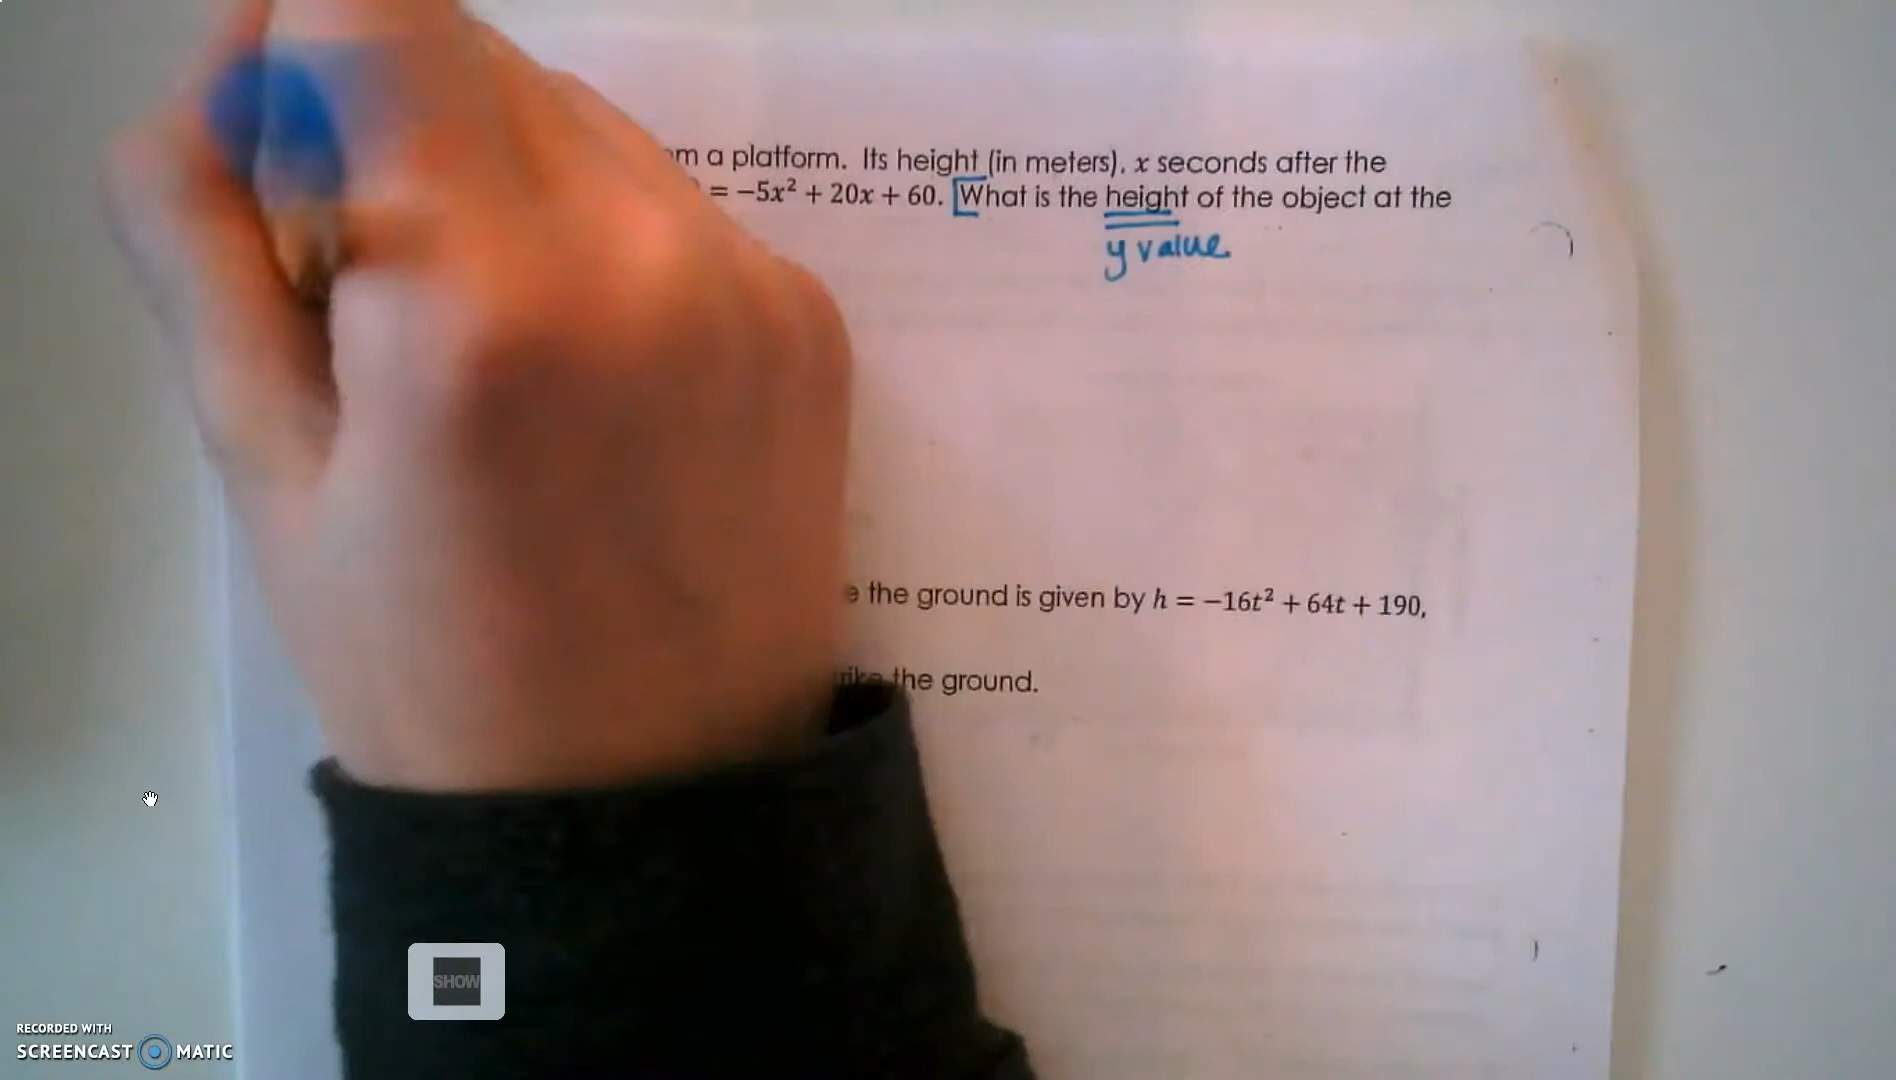 m a platform. Its height (in meters), x seconds after the
= −5x² + 20x + 60. [What is the height of the object at the
y value
the ground is given by h = −16t² + 64t + 190,
the ground.
SHOW
RECORDED WITH
SCREENCAST MATIC